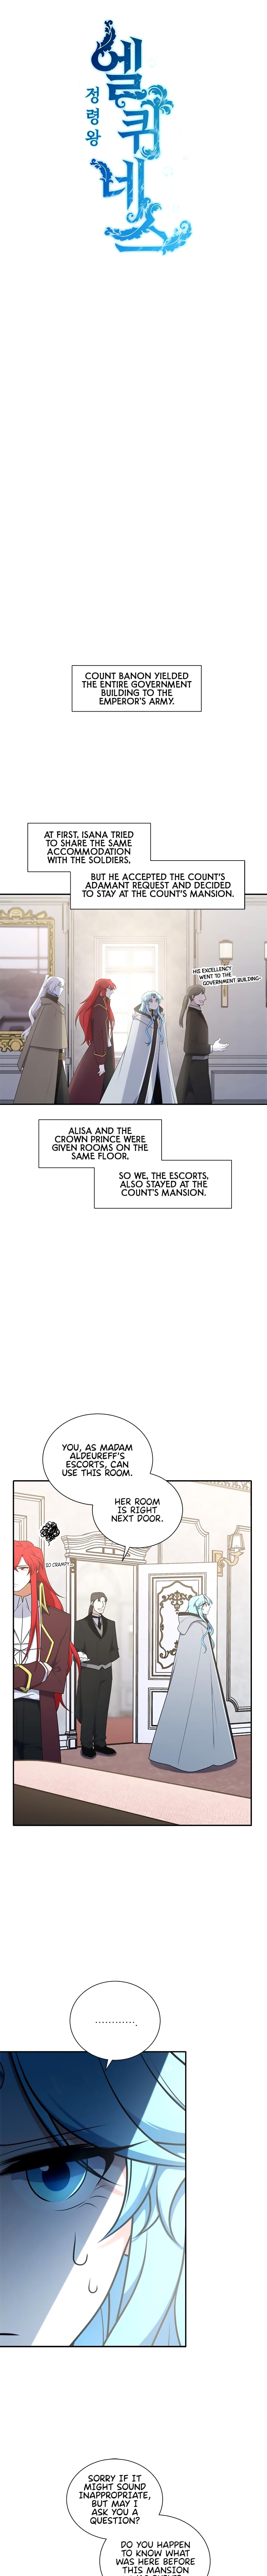 정령왕
엘퀴네스
COUNT BANON YIELDED
THE ENTIRE GOVERNMENT
BUILDING TO THE
EMPEROR'S ARMY.
AT FIRST, ISANA TRIED
TO SHARE THE SAME
ACCOMMODATION
WITH THE SOLDIERS,
BUT HE ACCEPTED THE COUNT'S
ADAMANT REQUEST AND DECIDED
TO STAY AT THE COUNT'S MANSION.
HIS EXCELLENCY
WENT TO THE
GOVERNMENT BUILDING-
ALISA AND THE
CROWN PRINCE WERE
GIVEN ROOMS ON THE
SAME FLOOR,
SO WE, THE ESCORTS,
ALSO STAYED AT THE
COUNT'S MANSION.
YOU, AS MADAM
ALDEUREFF'S
ESCORTS, CAN
USE THIS ROOM.
HER ROOM
IS RIGHT
NEXT DOOR.
SO CRAMPY
............
SORRY IF IT
MIGHT SOUND
INAPPROPRIATE,
BUT MAY I
ASK YOU A
QUESTION?
DO YOU HAPPEN
TO KNOW WHAT
WAS HERE BEFORE
THIS MANSION